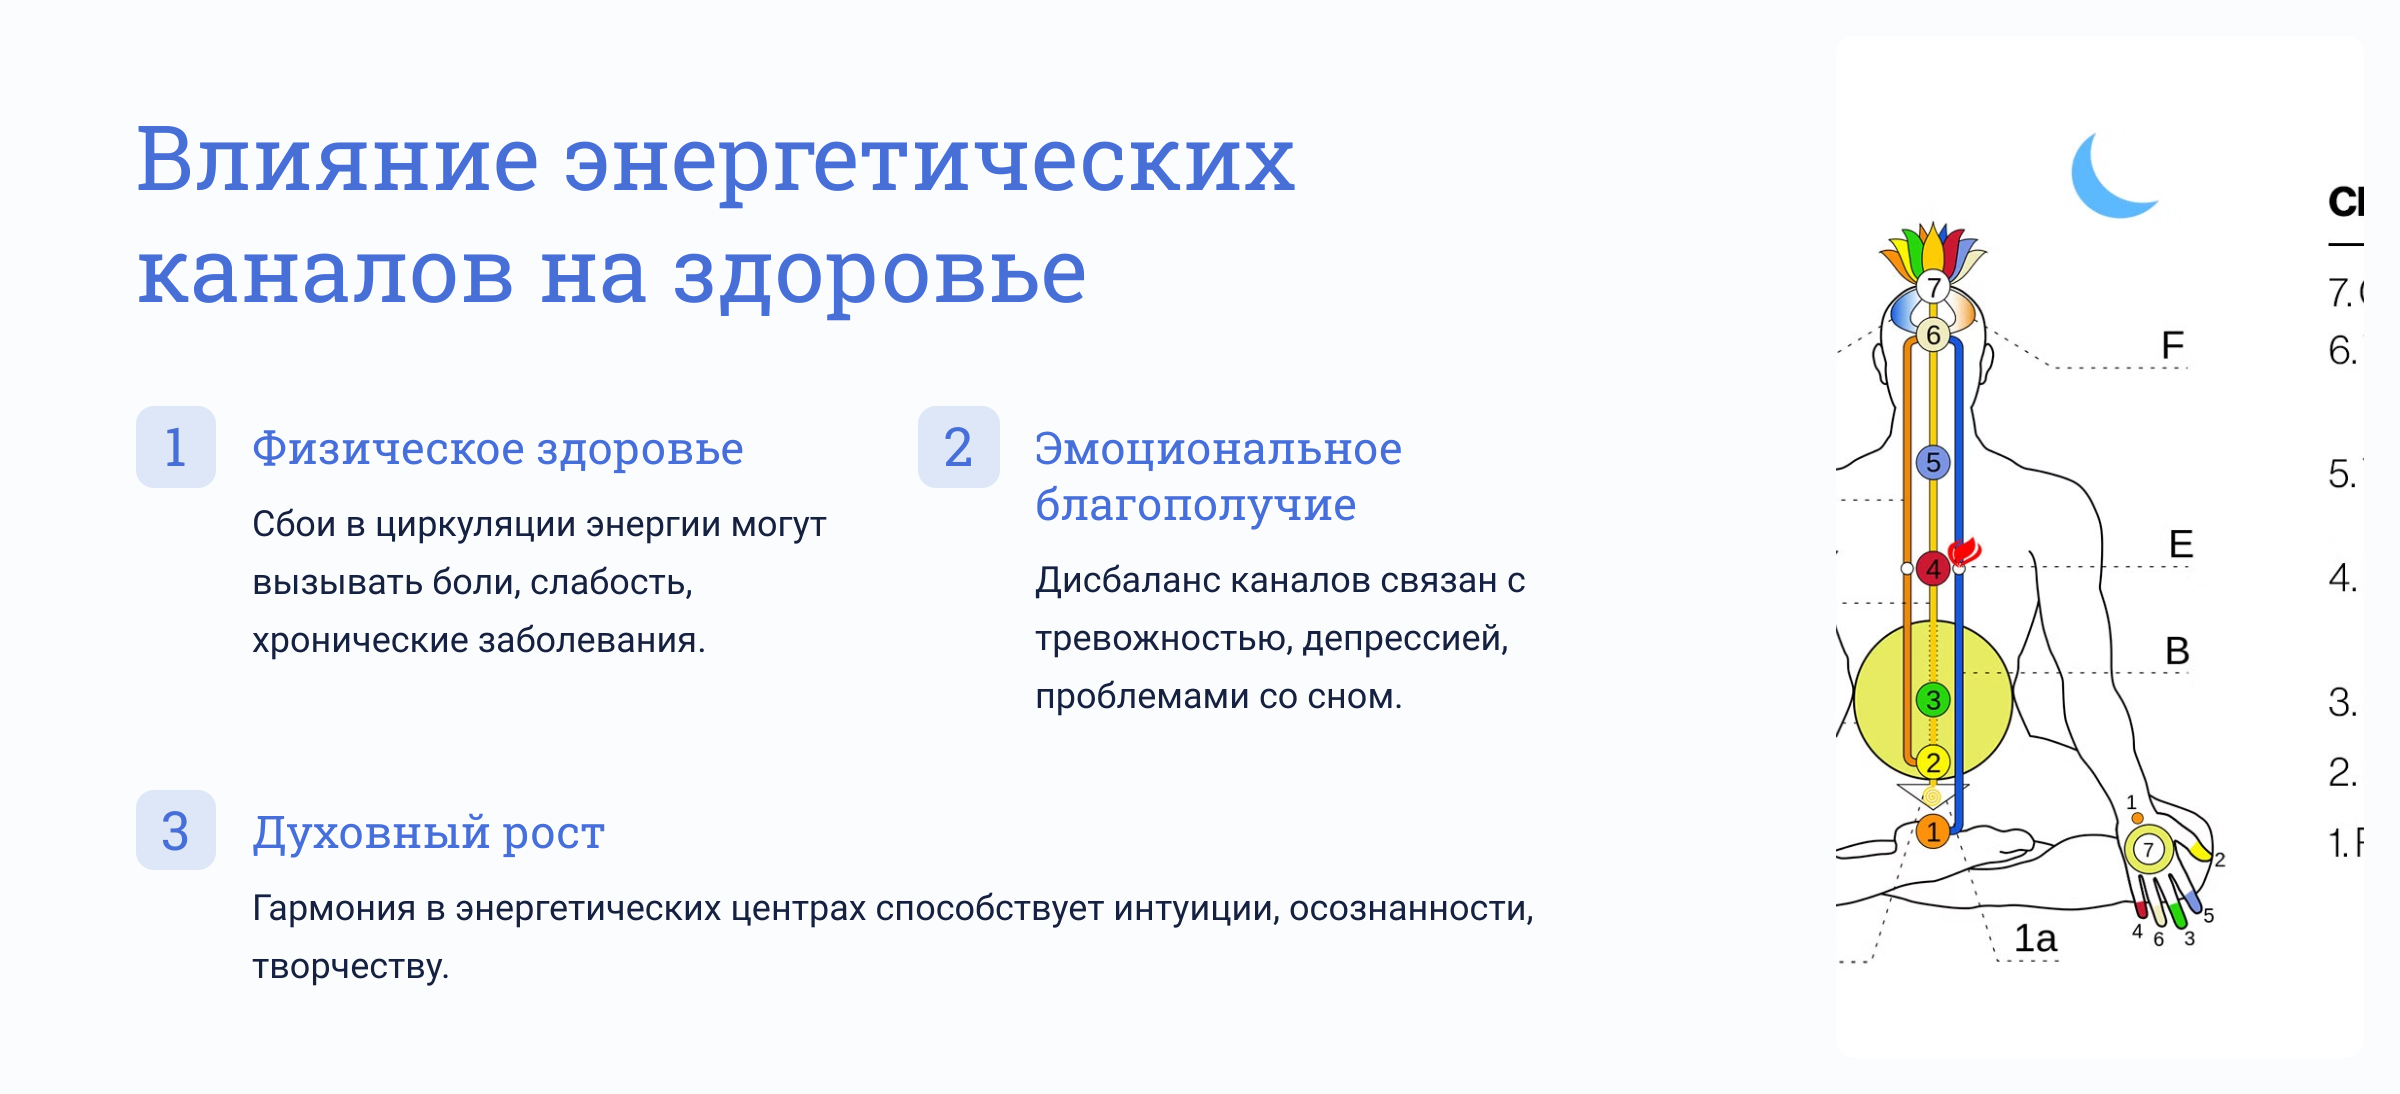 Влияние энергетических
каналов на здоровье
1
Физическое здоровье
Сбои в циркуляции энергии могут
вызывать боли, слабость,
хронические заболевания.
2
Эмоциональное
благополучие
Дисбаланс каналов связан с
тревожностью, депрессией,
проблемами со сном.
3
Духовный рост
Гармония в энергетических центрах способствует интуиции, осознанности,
творчеству.
7
6
5
4
3
2
1
F
E
B
1a
1
7
2
5
4 6 3
7.
6.
5.
4.
3.
2.
1.